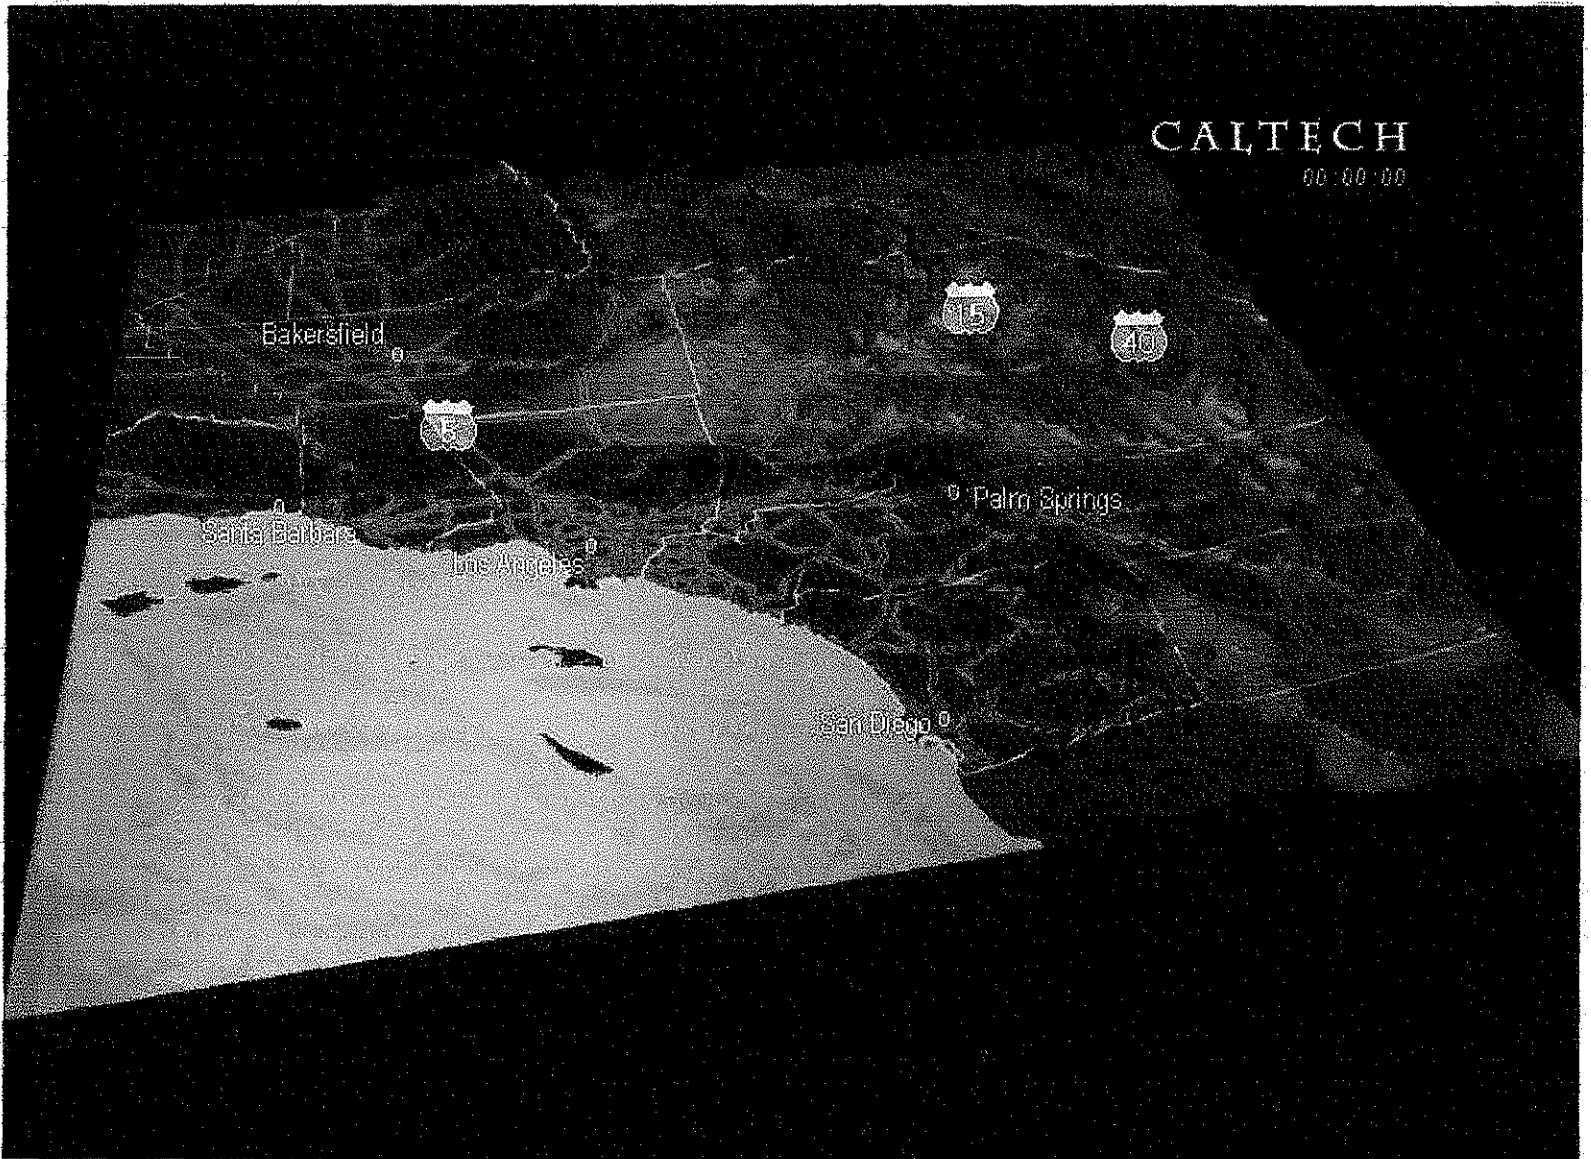 CALTECH
00:00:00
15
40
Bakersfield
5
Palm Springs
Santa Barbara
Los Angeles
San Diego